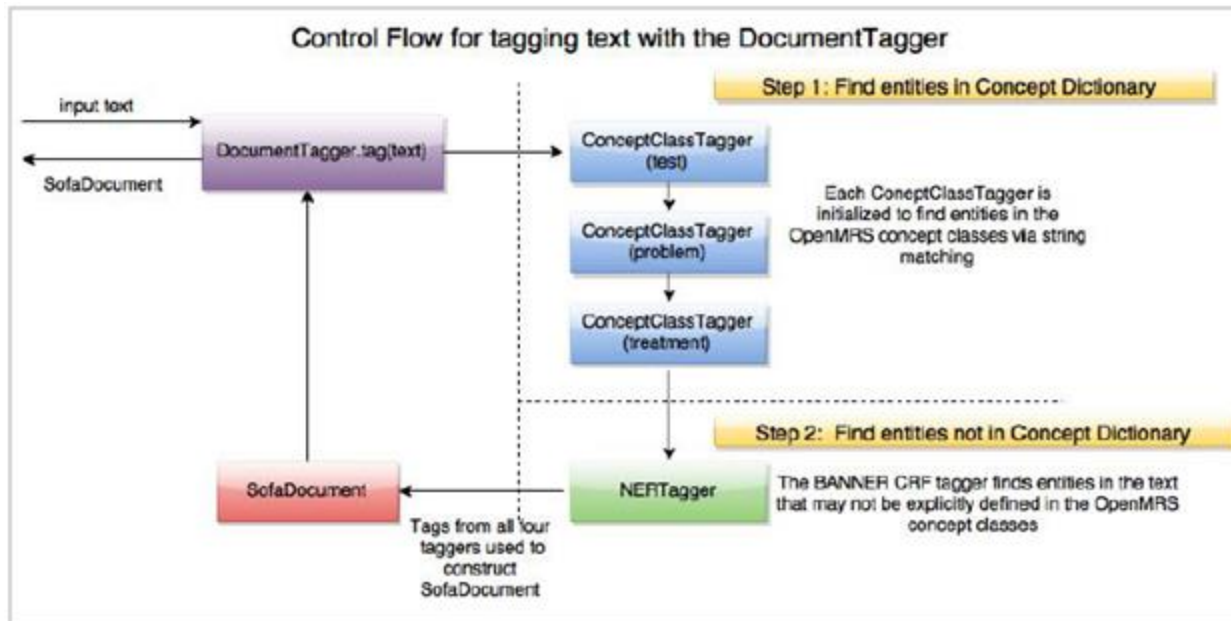 Control Flow for tagging text with the DocumentTagger
Step 1: Find entities in Concept Dictionary
input text
DocumentTagger.tag(text)
SofaDocument
ConceptClassTagger
(test)
Each ConeptClassTagger is
initialized to find entities in the
OpenMRS concept classes via string
matching
ConceptClassTagger
(problem)
ConceptClassTagger
(treatment)
Step 2: Find entities not in Concept Dictionary
SofaDocument
NERTagger
The BANNER CRF tagger finds entities in the text
that may not be explicitly defined in the OpenMRS
concept classes
Tags from all four
taggers used to
construct
SofaDocument